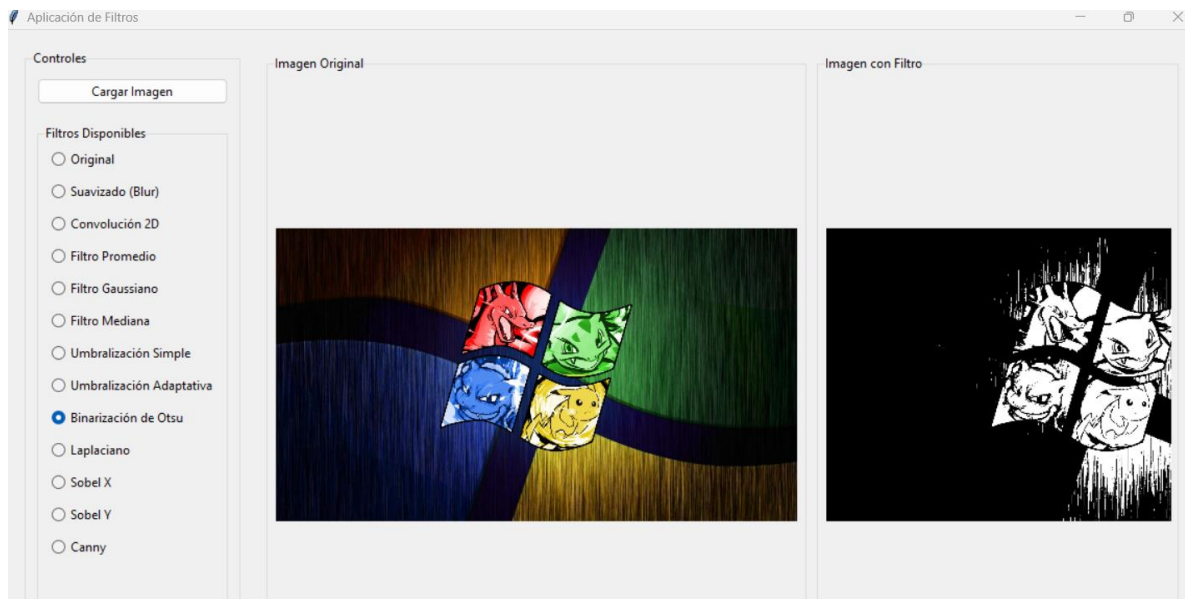 Aplicación de Filtros
Controles
Cargar Imagen
Filtros Disponibles
Original
Suavizado (Blur)
Convolución 2D
Filtro Promedio
Filtro Gaussiano
Filtro Mediana
Umbralización Simple
Umbralización Adaptativa
Binarización de Otsu
Laplaciano
Sobel X
Sobel Y
Canny
Imagen Original
Imagen con Filtro